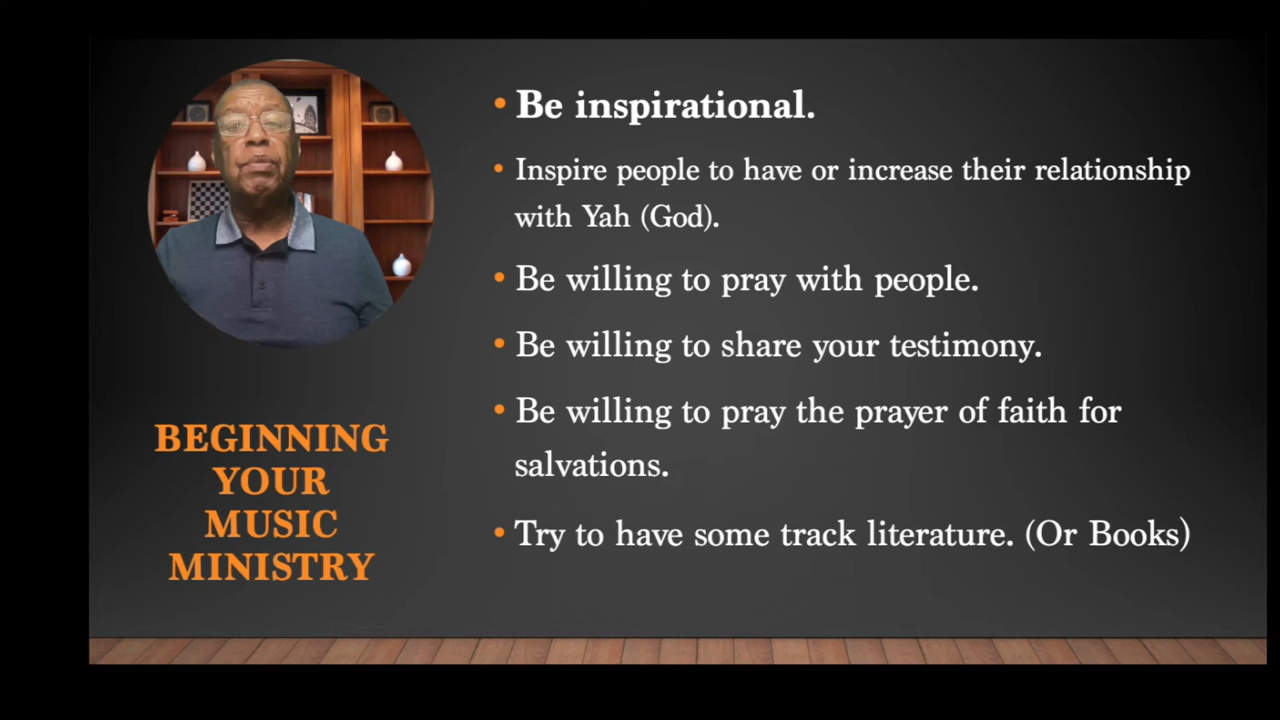 BEGINNING
YOUR
MUSIC
MINISTRY
• Be inspirational.
• Inspire people to have or increase their relationship
with Yah (God).
• Be willing to pray with people.
• Be willing to share your testimony.
• Be willing to pray the prayer of faith for
salvations.
• Try to have some track literature. (Or Books)